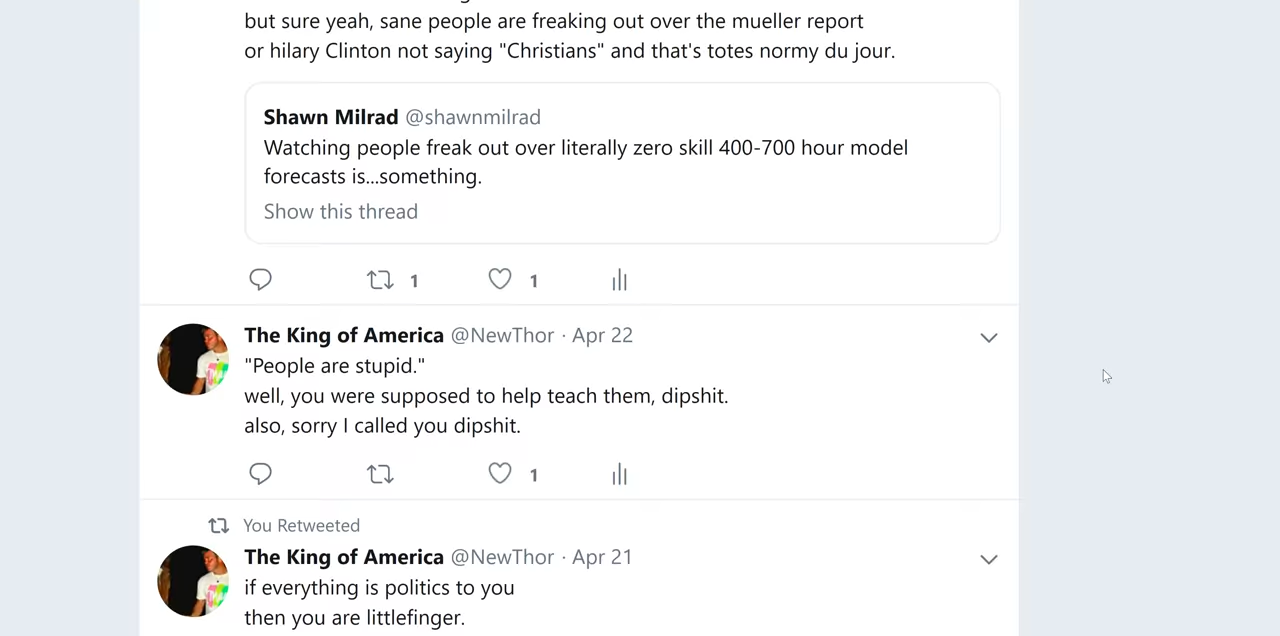 but sure yeah, sane people are freaking out over the mueller report
or hilary Clinton not saying "Christians" and that's totes normy du jour.
Shawn Milrad @shawnmilrad
Watching people freak out over literally zero skill 400-700 hour model
forecasts is...something.
Show this thread
1 1
The King of America @NewThor · Apr 22
"People are stupid."
well, you were supposed to help teach them, dipshit.
also, sorry I called you dipshit.
1
You Retweeted
The King of America @NewThor · Apr 21
if everything is politics to you
then you are littlefinger.